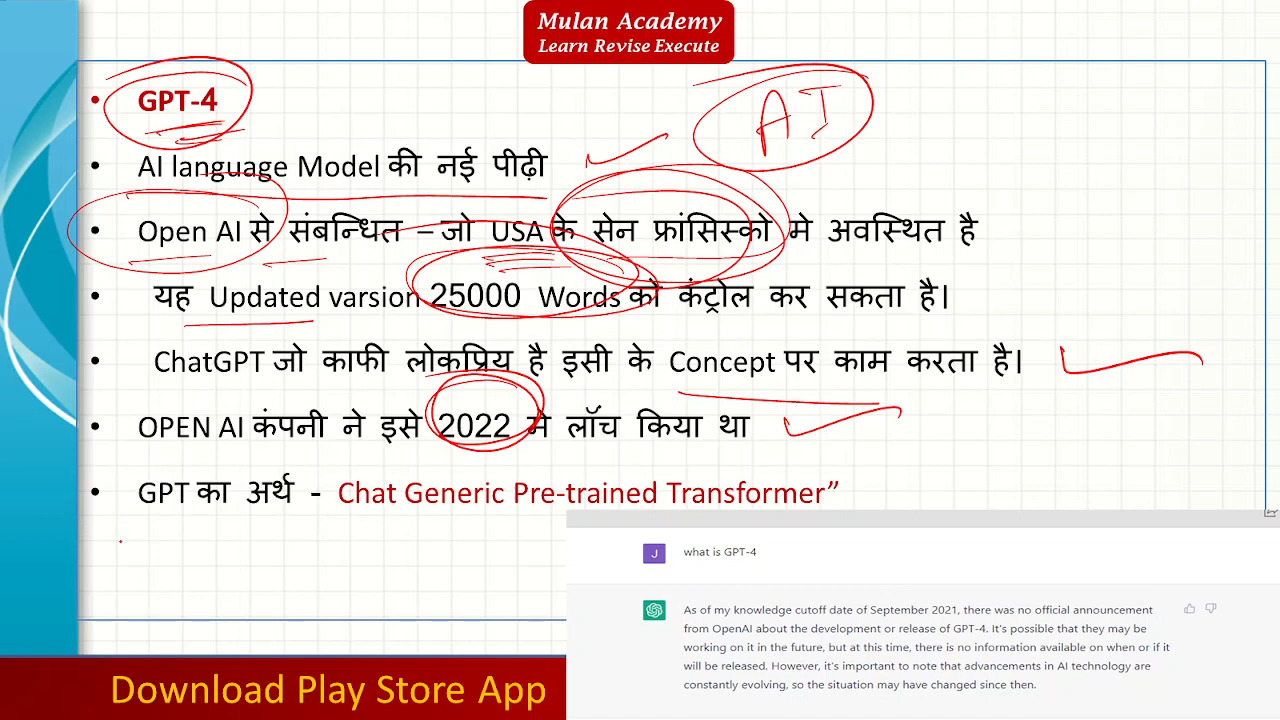 Mulan Academy
Learn Revise Execute
• GPT-4
AI
• AI language Model की नई पीढ़ी
• Open AI से संबन्धित – जो USA के सेन फ्रांसिस्को मे अवस्थित है
• यह Updated varsion 25000 Words को कंट्रोल कर सकता है।
• ChatGPT जो काफी लोकप्रिय है इसी के Concept पर काम करता है।
• OPEN AI कंपनी ने इसे 2022 मे लॉंच किया था
• GPT का अर्थ - Chat Generic Pre-trained Transformer”
J what is GPT-4
As of my knowledge cutoff date of September 2021, there was no official announcement
from OpenAI about the development or release of GPT-4. It's possible that they may be
working on it in the future, but at this time, there is no information available on when or if it
will be released. However, it's important to note that advancements in AI technology are
constantly evolving, so the situation may have changed since then.
Download Play Store App